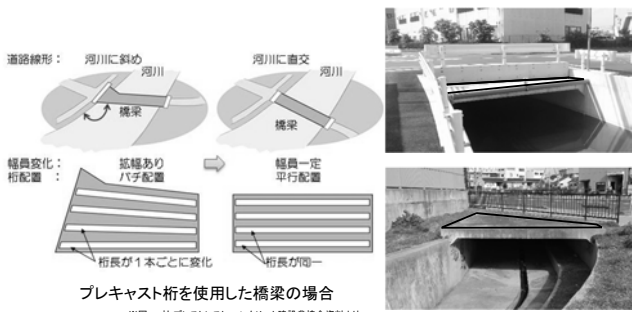 道路線形： 河川に斜め 河川に直交
河川 河川
橋梁 橋梁
幅員変化： 拡幅あり 幅員一定
桁配置 ： バチ配置 平行配置
桁長が１本ごとに変化 桁長が同一
プレキャスト桁を使用した橋梁の場合